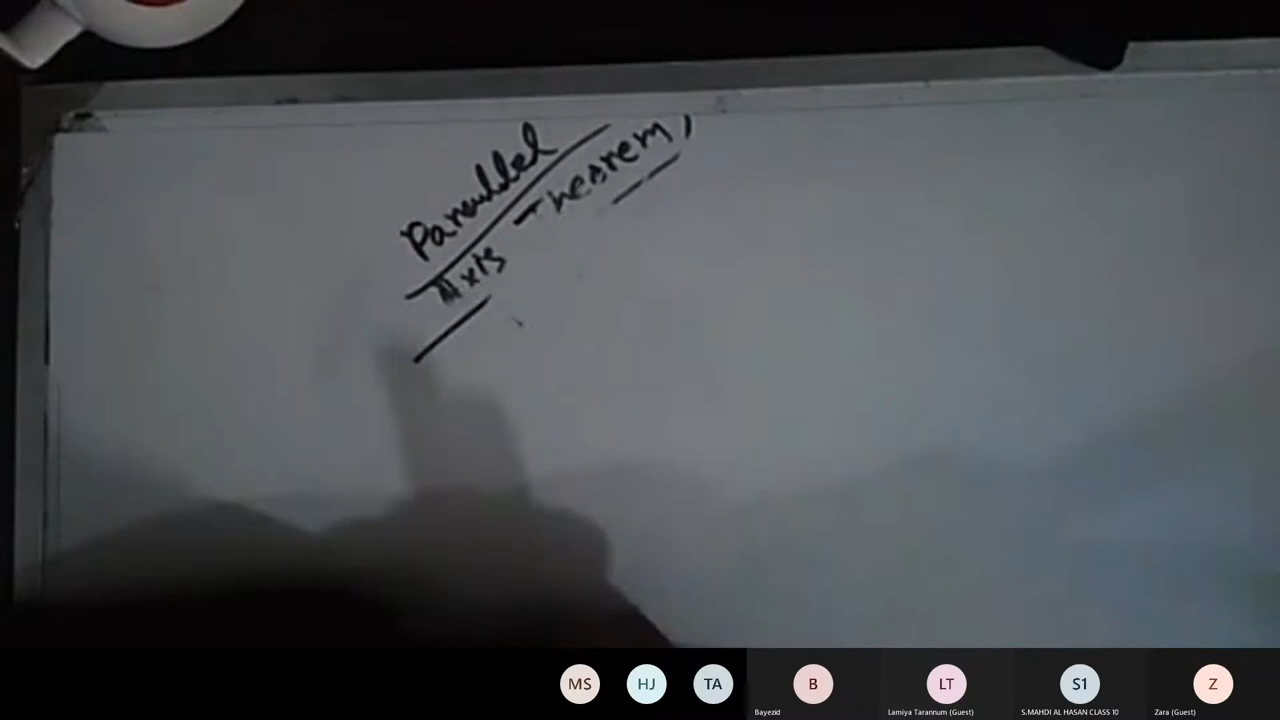 Parallel
Axis Theorem,
MS
HJ
TA
B
LT
S1
Z
Bayezid
Lamiya Tarannum (Guest)
S.MAHDI AL HASAN CLASS 10
Zara (Guest)